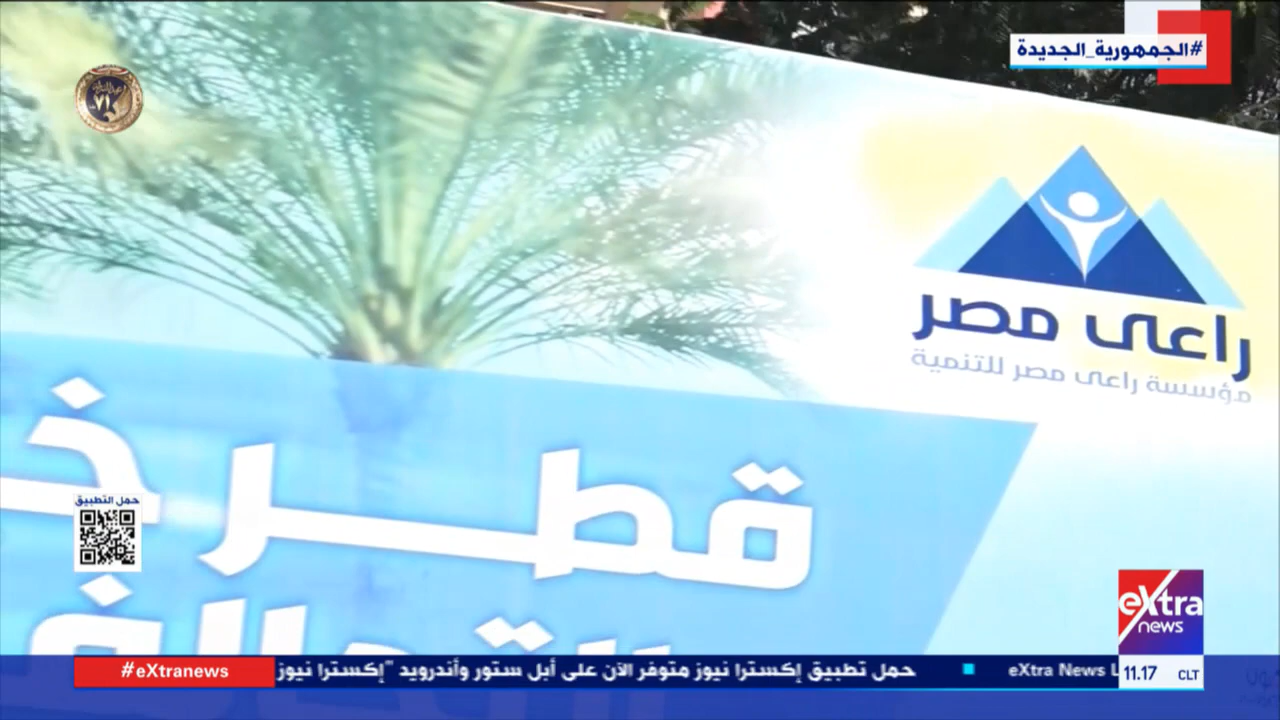 #الجمهورية_الجديدة
راعى مصر
مؤسسة راعى مصر للتنمية
قطر
حمل التطبيق
eXtra
news
#eXtranews
حمل تطبيق إكسترا نيوز متوفر الآن على أبل ستور وأندرويد "إكسترا نيوز
eXtra News
11.17 CLT